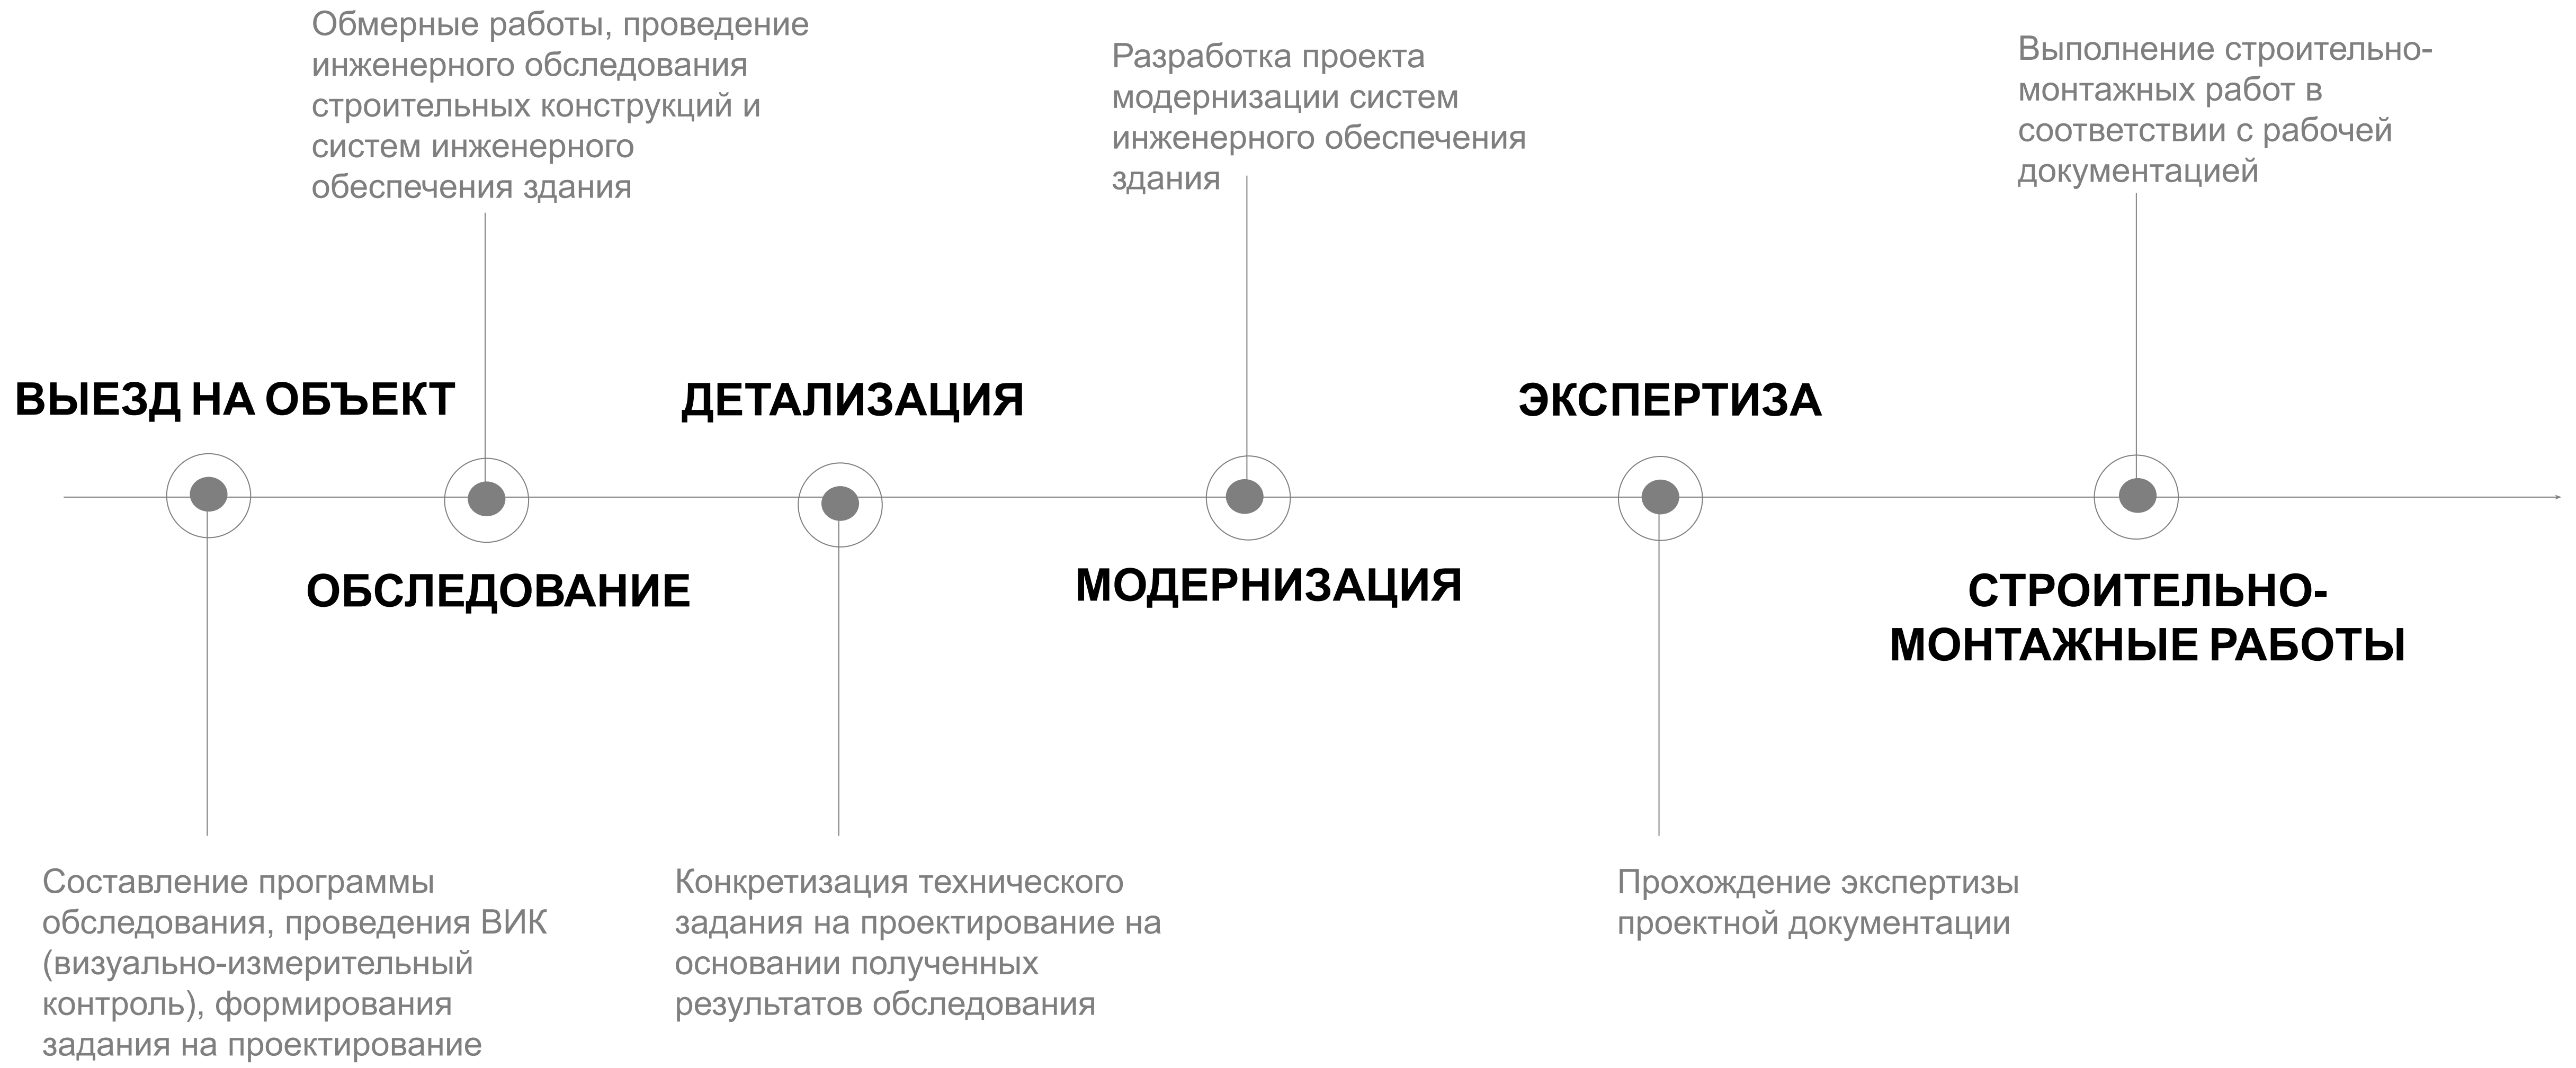 Обмерные работы, проведение
инженерного обследования
строительных конструкций и
систем инженерного
обеспечения здания
Разработка проекта
модернизации систем
инженерного обеспечения
здания
Выполнение строительно-
монтажных работ в
соответствии с рабочей
документацией
ВЫЕЗД НА ОБЪЕКТ
ДЕТАЛИЗАЦИЯ
ЭКСПЕРТИЗА
ОБСЛЕДОВАНИЕ
МОДЕРНИЗАЦИЯ
СТРОИТЕЛЬНО-
МОНТАЖНЫЕ РАБОТЫ
Составление программы
обследования, проведения ВИК
(визуально-измерительный
контроль), формирования
задания на проектирование
Конкретизация технического
задания на проектирование на
основании полученных
результатов обследования
Прохождение экспертизы
проектной документации